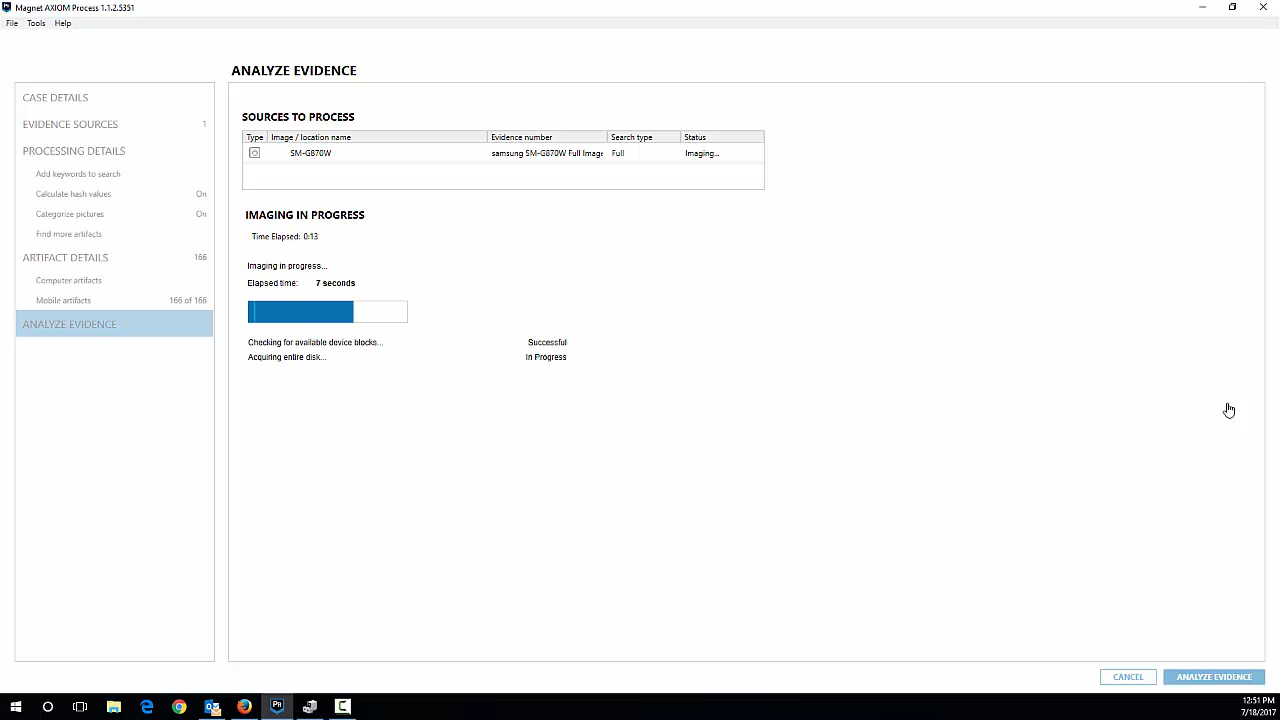 Magnet AXIOM Process 1.1.2.5351
File Tools Help
ANALYZE EVIDENCE
CASE DETAILS
EVIDENCE SOURCES 1
PROCESSING DETAILS
Add keywords to search
Calculate hash values On
Categorize pictures On
Find more artifacts
ARTIFACT DETAILS 166
Computer artifacts
Mobile artifacts 166 of 166
ANALYZE EVIDENCE
SOURCES TO PROCESS
Type Image / location name Evidence number Search type Status
SM-G870W samsung SM-G870W Full Image Full Imaging...
IMAGING IN PROGRESS
Time Elapsed: 0:13
Imaging in progress...
Elapsed time: 7 seconds
Checking for available device blocks... Successful
Acquiring entire disk... In Progress
CANCEL ANALYZE EVIDENCE
12:51 PM
7/18/2017